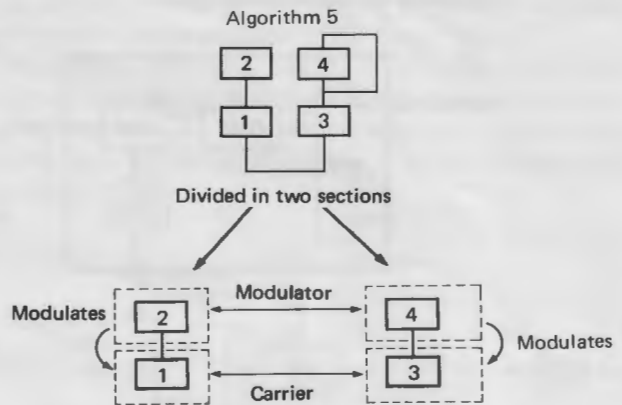 Algorithm 5
2 4
1 3
Divided in two sections
Modulator
Modulates 2 4
Modulates
1 3
Carrier